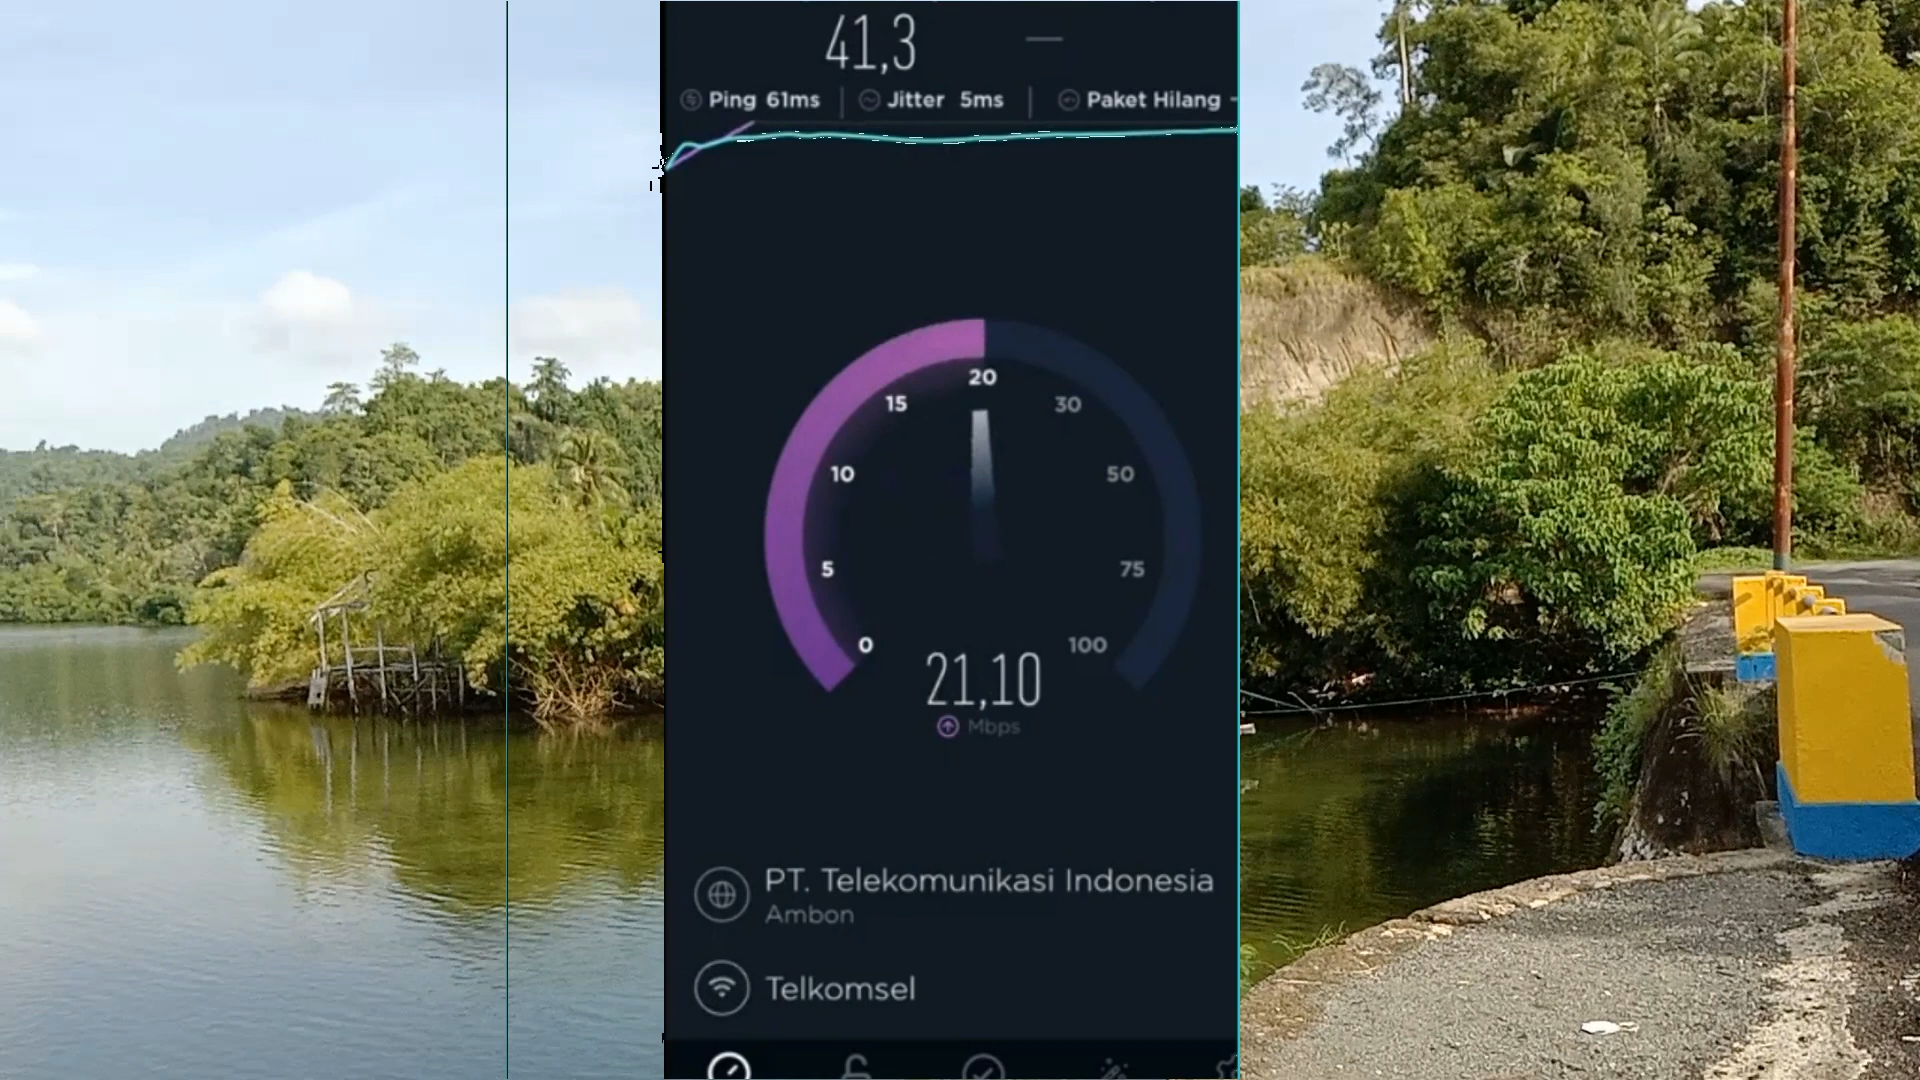 41,3 —
Ping 61ms | Jitter 5ms | Paket Hilang -
20
15 30
10 50
5 75
0 100
21,10
Mbps
PT. Telekomunikasi Indonesia
Ambon
Telkomsel